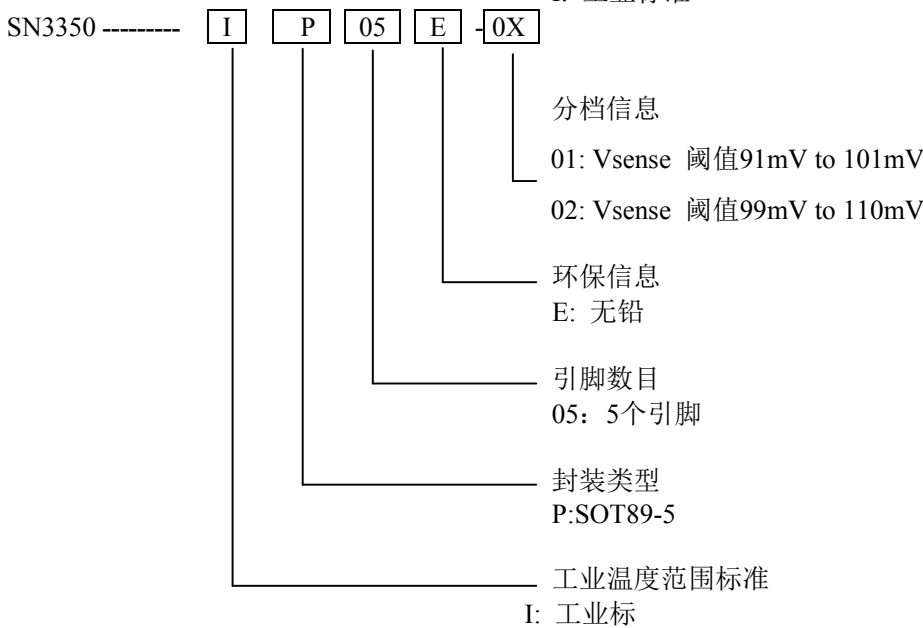 SN3350 --------- I P 05 E -0X
分档信息
01: Vsense 阈值91mV to 101mV
02: Vsense 阈值99mV to 110mV
环保信息
E: 无铅
引脚数目
05：5个引脚
封装类型
P:SOT89-5
工业温度范围标准
I: 工业标